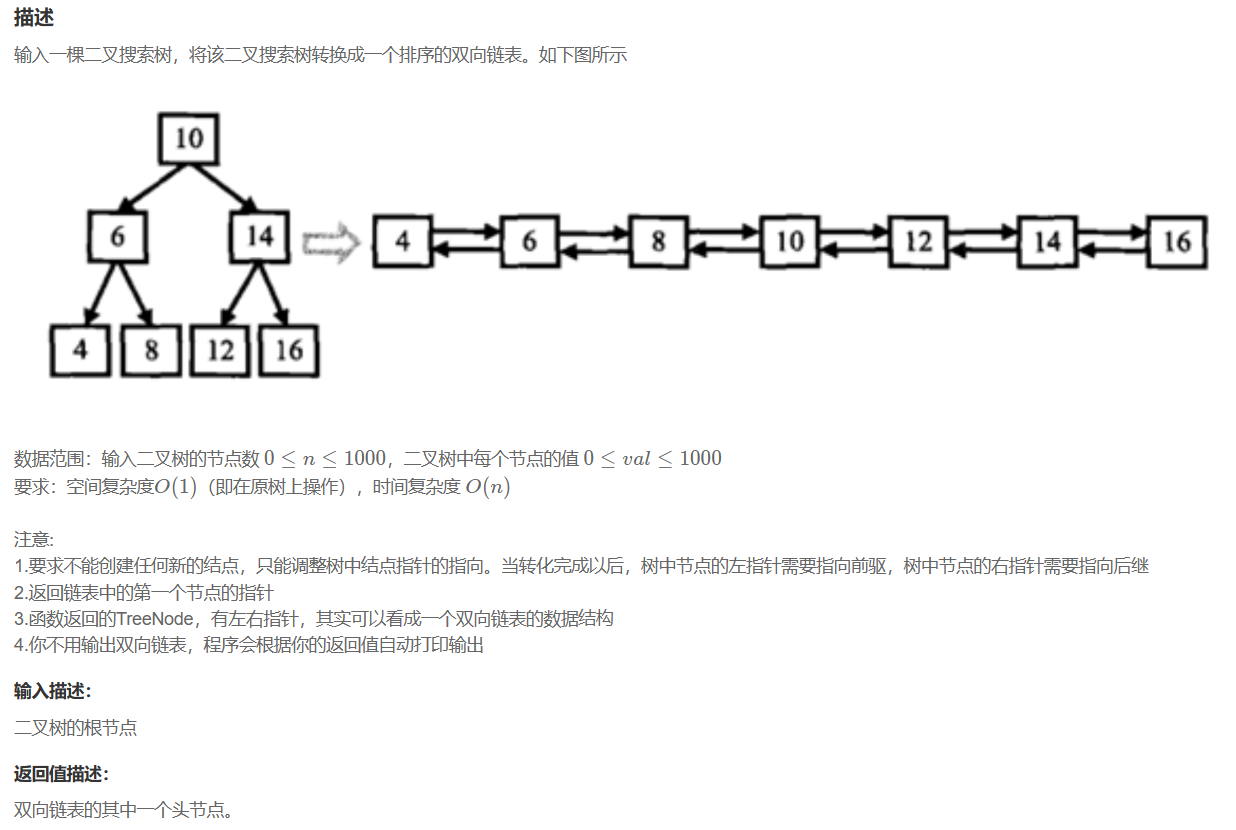 描述
输入一棵二叉搜索树，将该二叉搜索树转换成一个排序的双向链表。如下图所示
10
6 14 4 6 8 10 12 14 16
4 8 12 16
数据范围：输入二叉树的节点数 0 ≤ n ≤ 1000，二叉树中每个节点的值 0 ≤ val ≤ 1000
要求：空间复杂度O(1)（即在原树上操作），时间复杂度 O(n)
注意:
1.要求不能创建任何新的结点，只能调整树中结点指针的指向。当转化完成以后，树中节点的左指针需要指向前驱，树中节点的右指针需要指向后继
2.返回链表中的第一个节点的指针
3.函数返回的TreeNode，有左右指针，其实可以看成一个双向链表的数据结构
4.你不用输出双向链表，程序会根据你的返回值自动打印输出
输入描述：
二叉树的根节点
返回值描述：
双向链表的其中一个头节点。